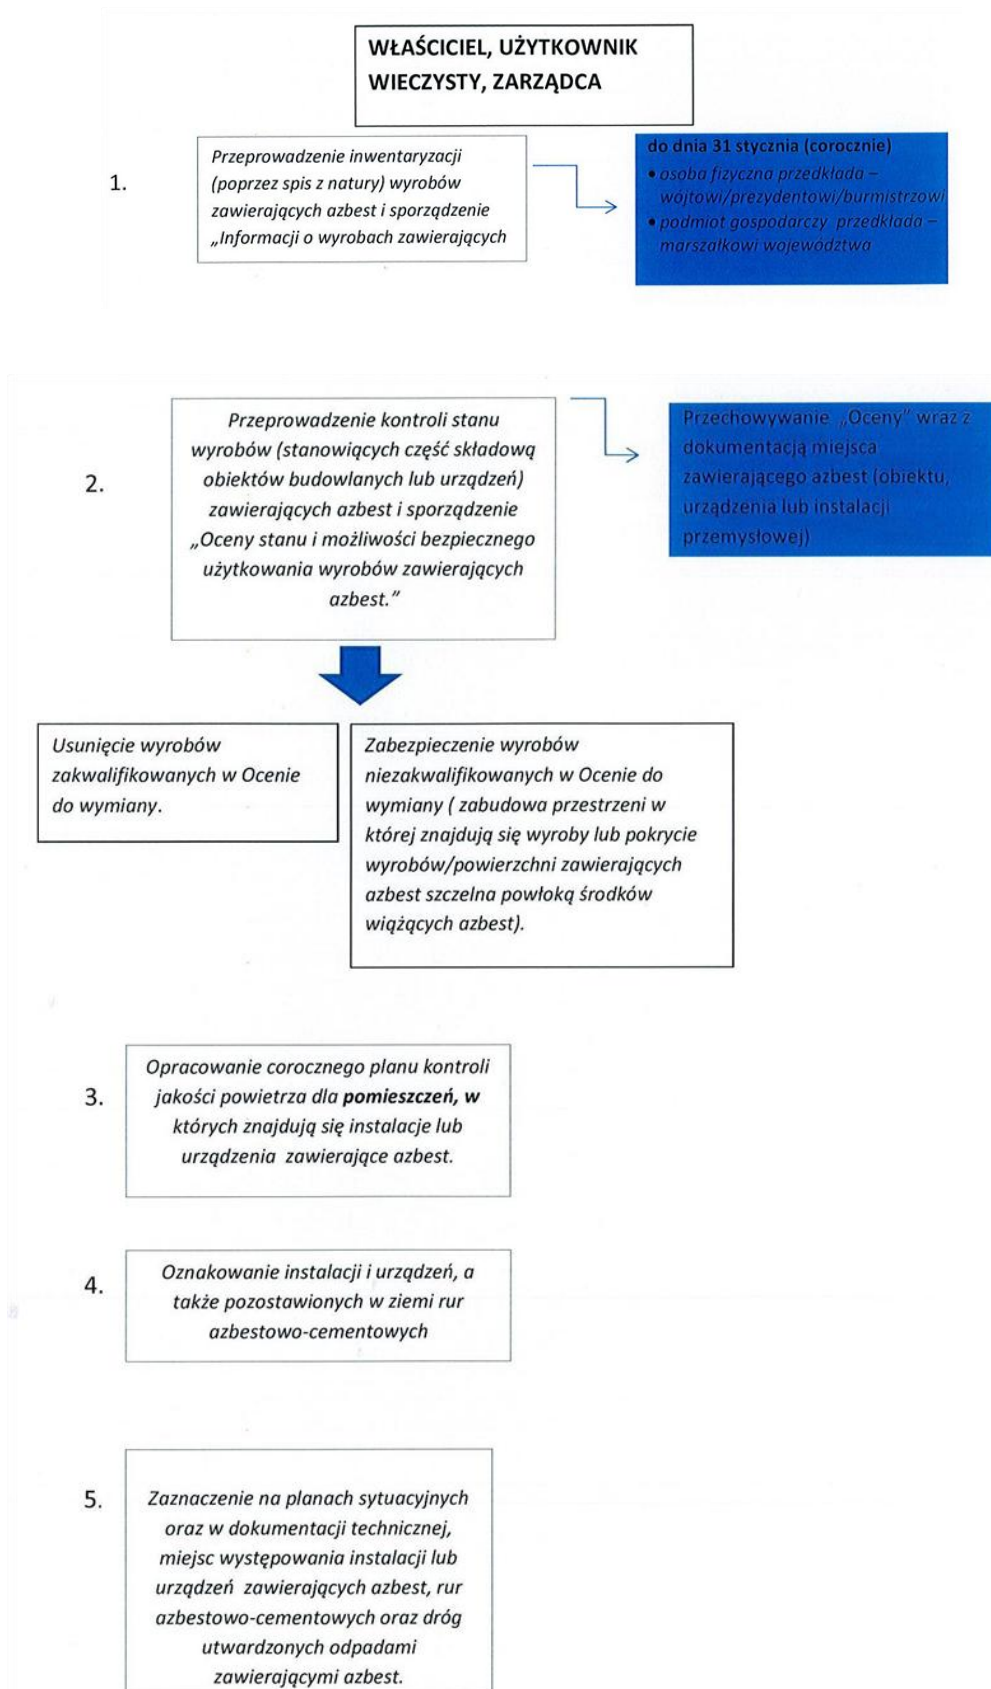 WŁAŚCICIEL, UŻYTKOWNIK
WIECZYSTY, ZARZĄDCA
1.
Przeprowadzenie inwentaryzacji
(poprzez spis z natury) wyrobów
zawierających azbest i sporządzenie
„Informacji o wyrobach zawierających
do dnia 31 stycznia (corocznie)
• osoba fizyczna przedkłada –
wójtowi/prezydentowi/burmistrzowi
• podmiot gospodarczy przedkłada –
marszałkowi województwa
2.
Przeprowadzenie kontroli stanu
wyrobów (stanowiących część składową
obiektów budowlanych lub urządzeń)
zawierających azbest i sporządzenie
„Oceny stanu i możliwości bezpiecznego
użytkowania wyrobów zawierających
azbest.”
Przechowywanie „Oceny” wraz z
dokumentacją miejsca
zawierającego azbest (obiektu,
urządzenia lub instalacji
przemysłowej)
Usunięcie wyrobów
zakwalifikowanych w Ocenie
do wymiany.
Zabezpieczenie wyrobów
niezakwalifikowanych w Ocenie do
wymiany ( zabudowa przestrzeni w
której znajdują się wyroby lub pokrycie
wyrobów/powierzchni zawierających
azbest szczelna powłoką środków
wiążących azbest).
3.
Opracowanie corocznego planu kontroli
jakości powietrza dla pomieszczeń, w
których znajdują się instalacje lub
urządzenia zawierające azbest.
4.
Oznakowanie instalacji i urządzeń, a
także pozostawionych w ziemi rur
azbestowo-cementowych
5.
Zaznaczenie na planach sytuacyjnych
oraz w dokumentacji technicznej,
miejsc występowania instalacji lub
urządzeń zawierających azbest, rur
azbestowo-cementowych oraz dróg
utwardzonych odpadami
zawierającymi azbest.